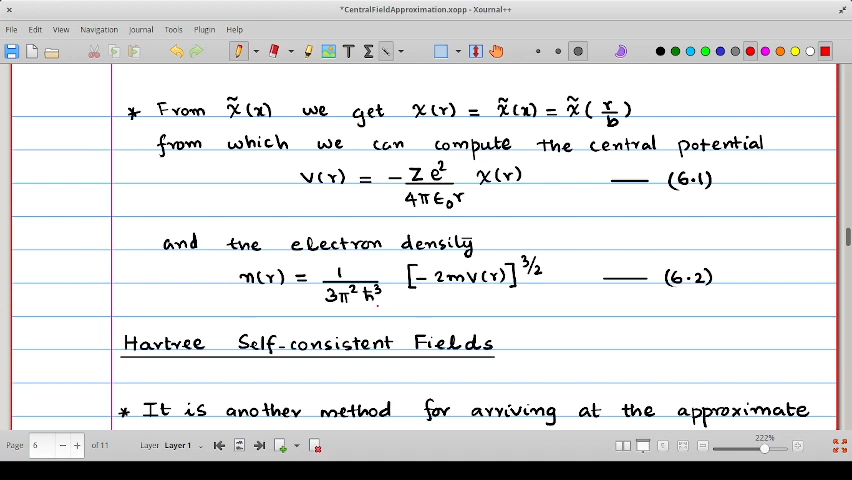 *CentralFieldApproximation.xopp - Xournal++
File Edit View Navigation Journal Tools Plugin Help
* From χ̃(x) we get χ(r) = χ̃(x) = χ̃(r/b)
from which we can compute the central potential
V(r) = - Ze²/4πϵ₀r χ(r) —— (6.1)
and the electron density
n(r) = 1/3π²ħ³ [-2mV(r)]^3/2 —— (6.2)
Hartree Self-consistent Fields
* It is another method for arriving at the approximate
Page 6 of 11 Layer Layer 1 222%